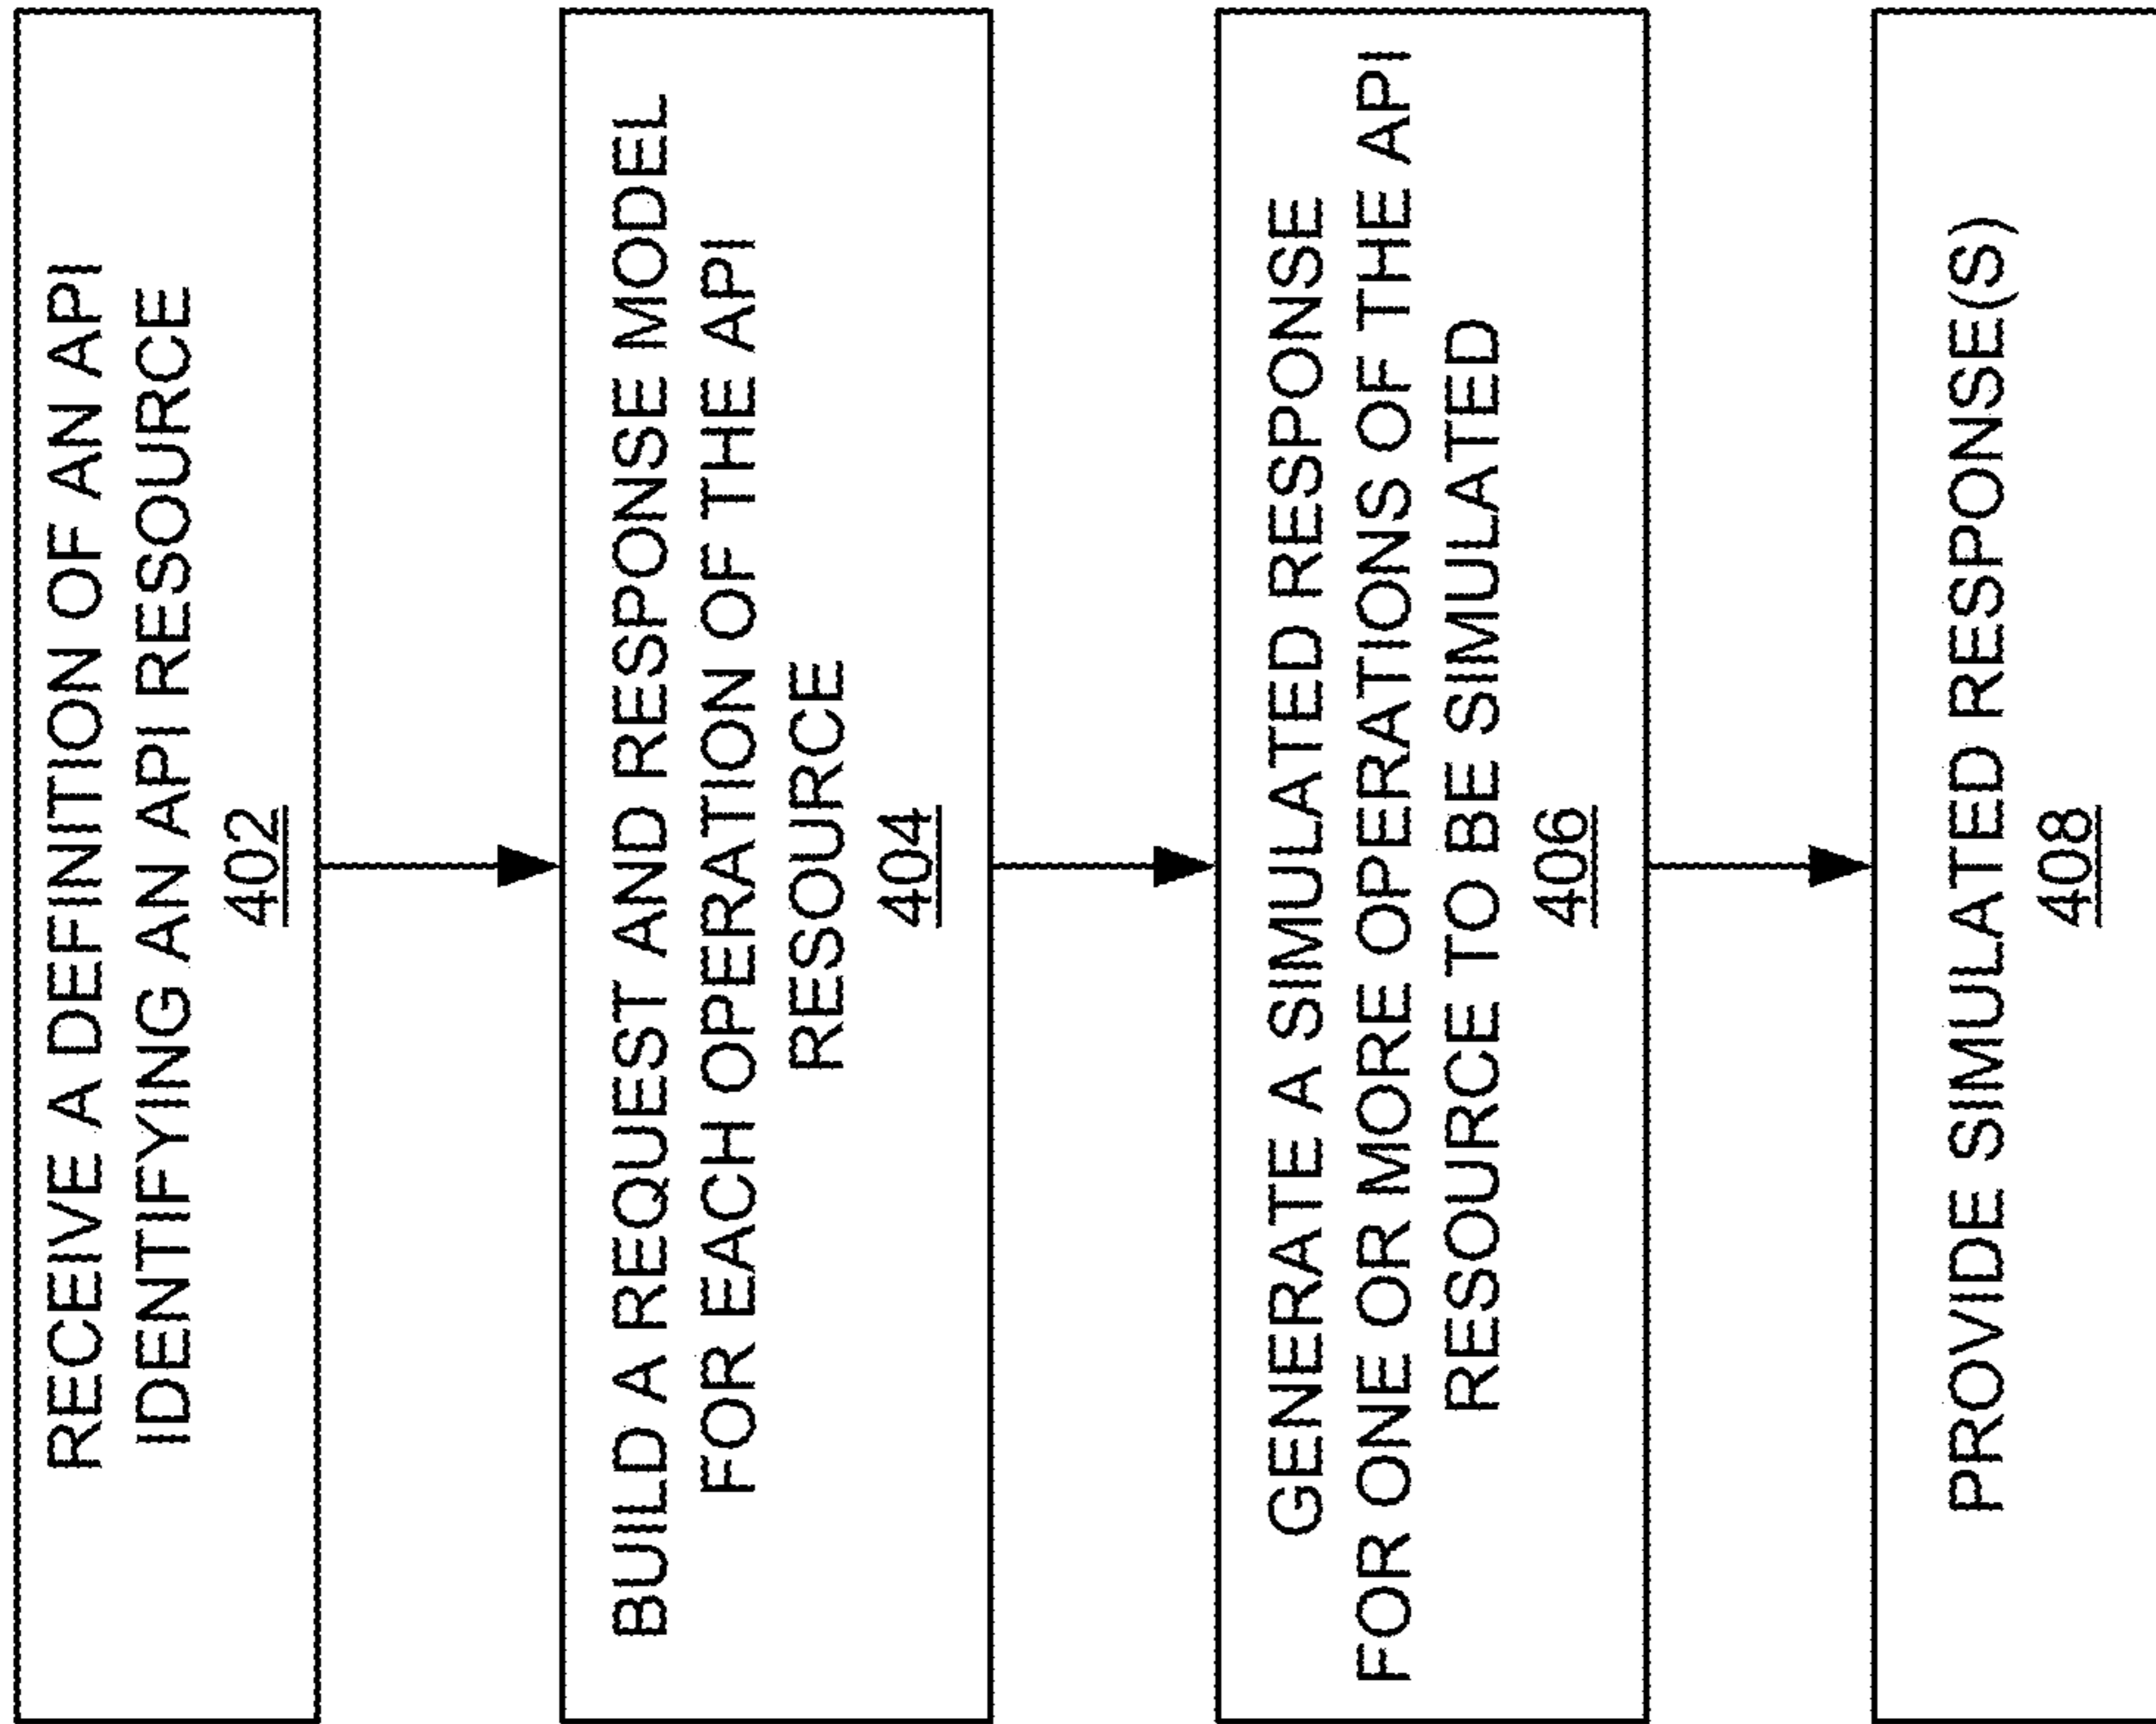 RECEIVE A DEFINITION OF AN API
IDENTIFYING AN API RESOURCE
402
BUILD A REQUEST AND RESPONSE MODEL
FOR EACH OPERATION OF THE API
RESOURCE
404
GENERATE A SIMULATED RESPONSE
FOR ONE OR MORE OPERATIONS OF THE API
RESOURCE TO BE SIMULATED
406
PROVIDE SIMULATED RESPONSE(S)
408